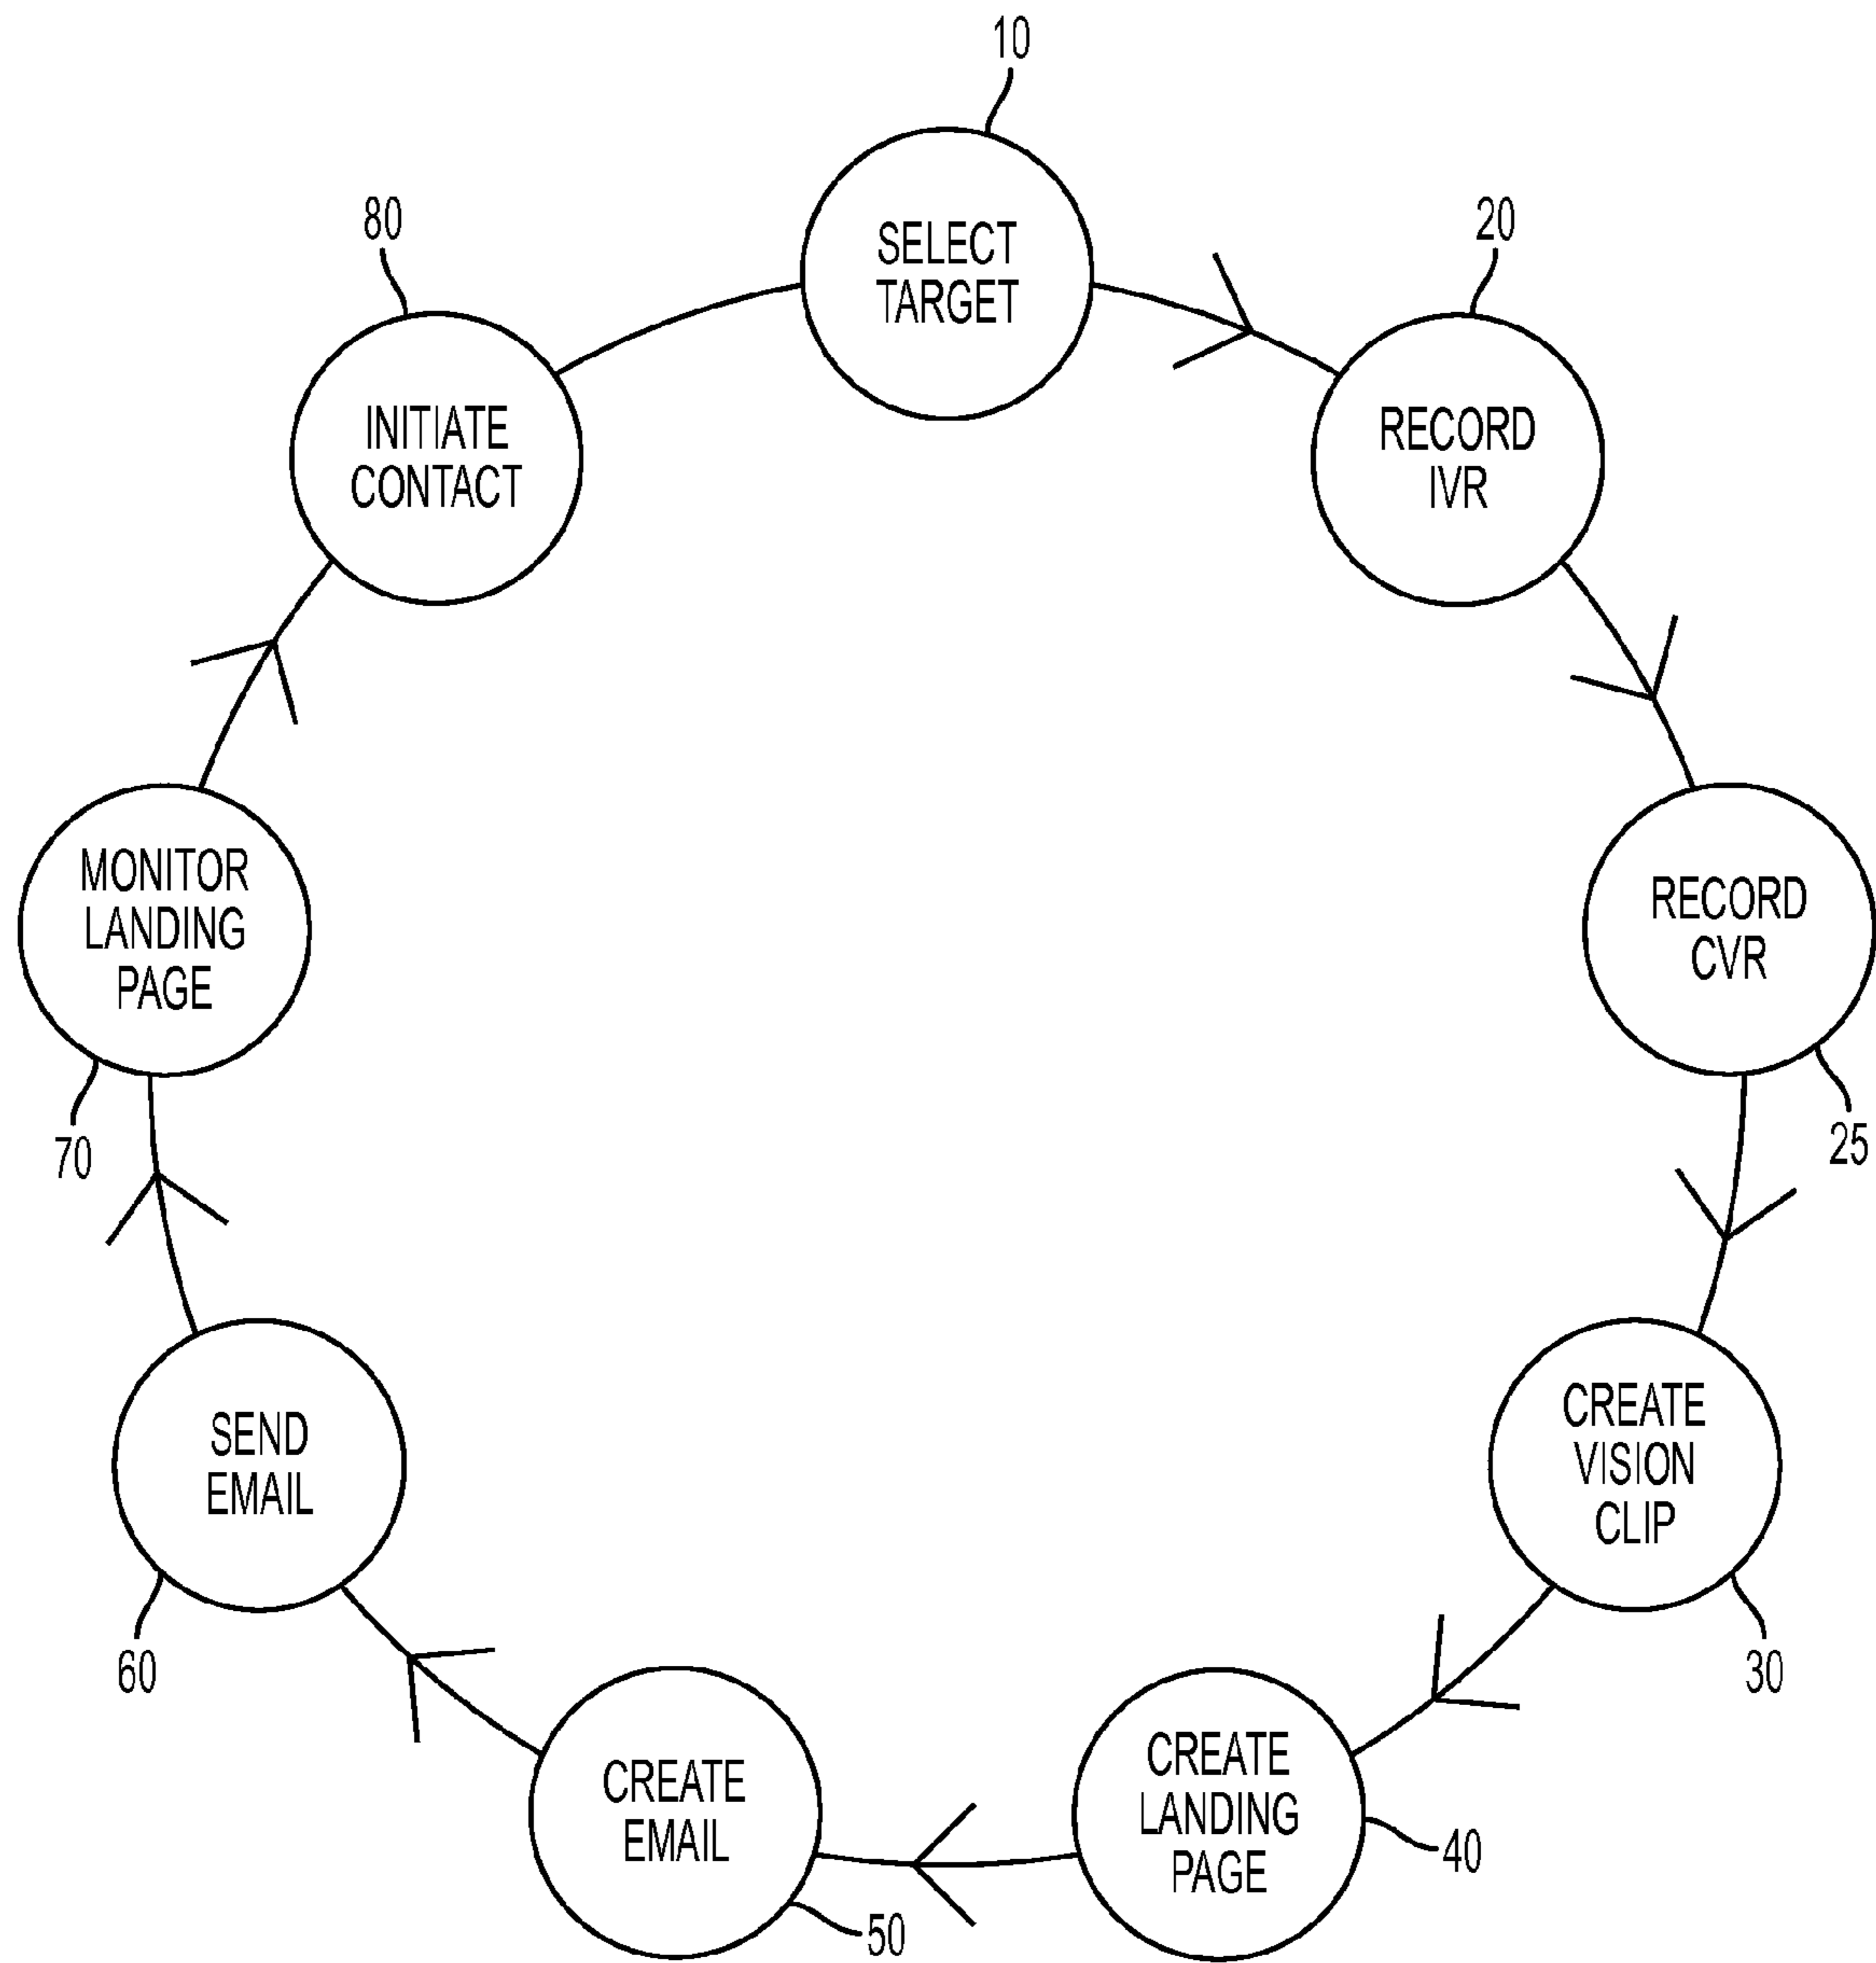 10
SELECT
TARGET
20
RECORD
IVR
RECORD
CVR
25
CREATE
VISION
CLIP
30
CREATE
LANDING
PAGE
40
CREATE
EMAIL
50
SEND
EMAIL
60
MONITOR
LANDING
PAGE
70
80
INITIATE
CONTACT